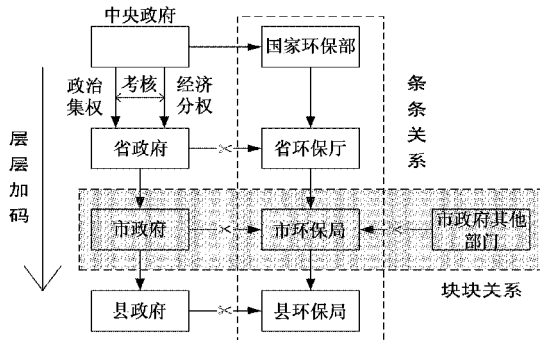 中央政府
国家环保部
政治
集权
考核
经济
分权
条
条
关
系
层
层
加
码
省政府
省环保厅
市政府
市环保局
市政府其他
部门
块块关系
县政府
县环保局